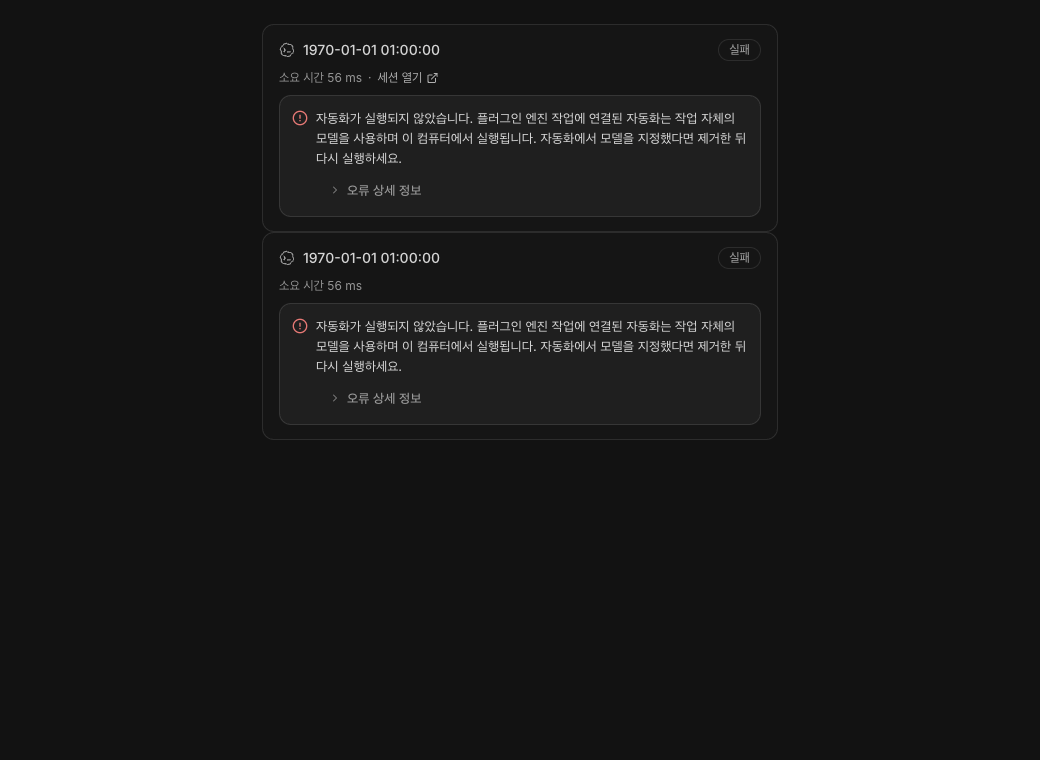 1970-01-01 01:00:00
실패
소요 시간 56 ms · 세션 열기
자동화가 실행되지 않았습니다. 플러그인 엔진 작업에 연결된 자동화는 작업 자체의
모델을 사용하며 이 컴퓨터에서 실행됩니다. 자동화에서 모델을 지정했다면 제거한 뒤
다시 실행하세요.
오류 상세 정보
1970-01-01 01:00:00
실패
소요 시간 56 ms
자동화가 실행되지 않았습니다. 플러그인 엔진 작업에 연결된 자동화는 작업 자체의
모델을 사용하며 이 컴퓨터에서 실행됩니다. 자동화에서 모델을 지정했다면 제거한 뒤
다시 실행하세요.
오류 상세 정보